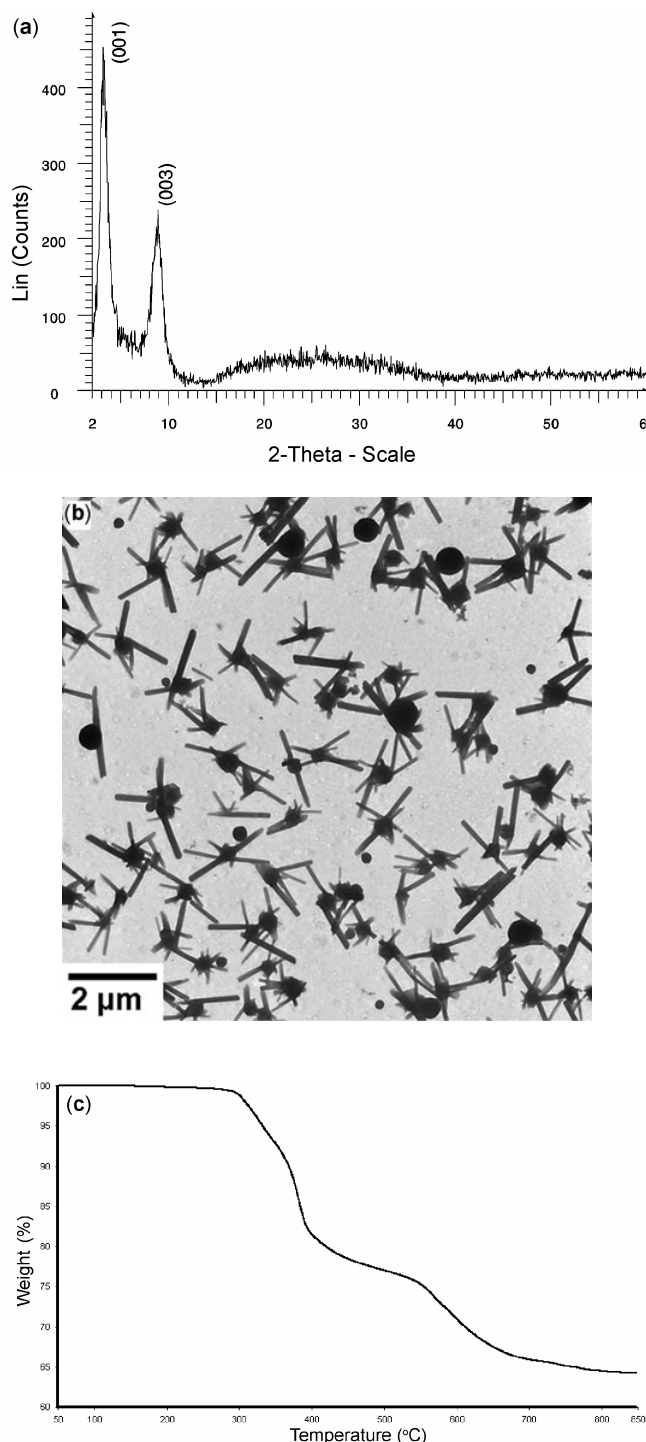 (a)
(001)
(003)
400
300
200
100
0
Lin (Counts)
2 10 20 30 40 50 6
2-Theta - Scale
(b)
2 µm
(c)
100
95
90
85
80
75
70
65
60
Weight (%)
50 100 200 300 400 500 600 700 800 850
Temperature (°C)